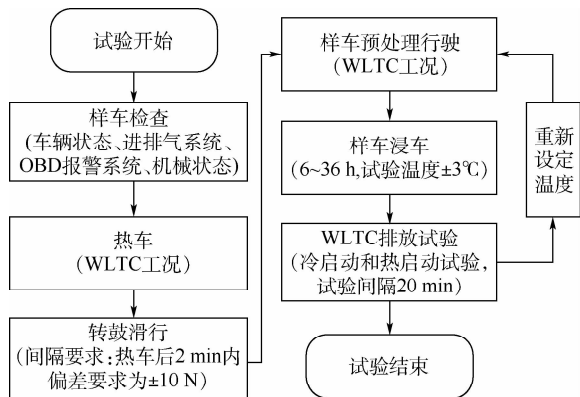 试验开始
样车检查
(车辆状态、进排气系统、
OBD报警系统、机械状态)
热车
(WLTC工况)
转鼓滑行
(间隔要求:热车后2 min内
偏差要求为±10 N)
样车预处理行驶
(WLTC工况)
样车浸车
(6~36 h,试验温度±3℃)
WLTC排放试验
(冷启动和热启动试验,
试验间隔20 min)
试验结束
重新
设定
温度